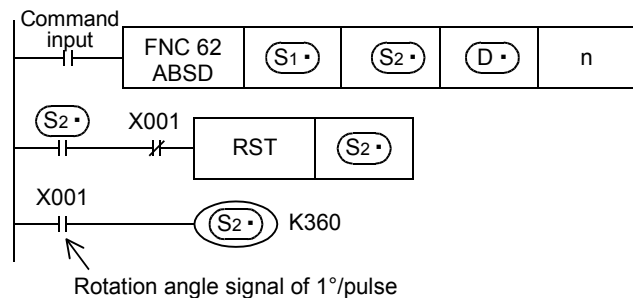 Command
input
FNC 62
ABSD
S1•
S2•
D•
n
S2•
X001
RST
S2•
X001
S2•
K360
Rotation angle signal of 1°/pulse